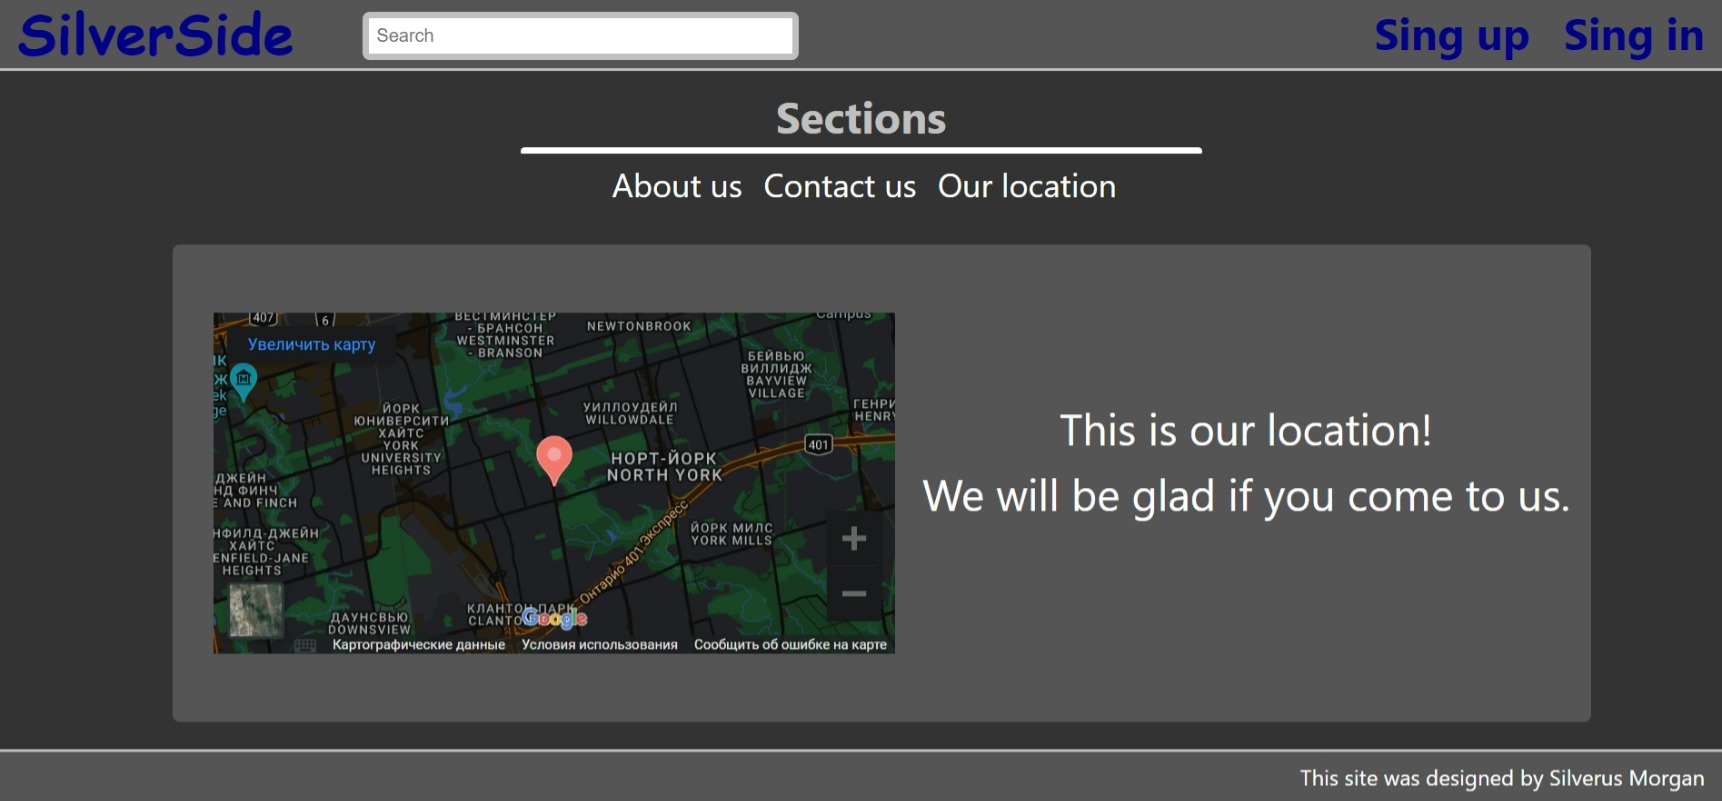 SilverSide
Search
Sing up
Sing in
Sections
About us
Contact us
Our location
407
6
Увеличить карту
ВЕСТМИНСТЕР
- БРАНСОН
WESTMINSTER
- BRANSON
NEWTONBROOK
Campus
БЕЙВЬЮ
ВИЛЛИДЖ
BAYVIEW
VILLAGE
ЙОРК
ЮНИВЕРСИТИ
ХАЙТС
YORK
UNIVERSITY
HEIGHTS
УИЛЛОУДЕЙЛ
WILLOWDALE
ГЕНРИ
HENRY
401
НОРТ-ЙОРК
NORTH YORK
ДЖЕЙН
НД ФИНЧ
E AND FINCH
НФИЛД-ДЖЕЙН
ХАЙТС
ENFIELD-JANE
HEIGHTS
ЙОРК МИЛС
YORK MILLS
Онтарио 401 Экспресс
КЛАНТОН ПАРК
CLANTO
Google
ДАУНСВЬЮ
DOWNSVIEW
Картографические данные
Условия использования
Сообщить об ошибке на карте
This is our location!
We will be glad if you come to us.
This site was designed by Silverus Morgan